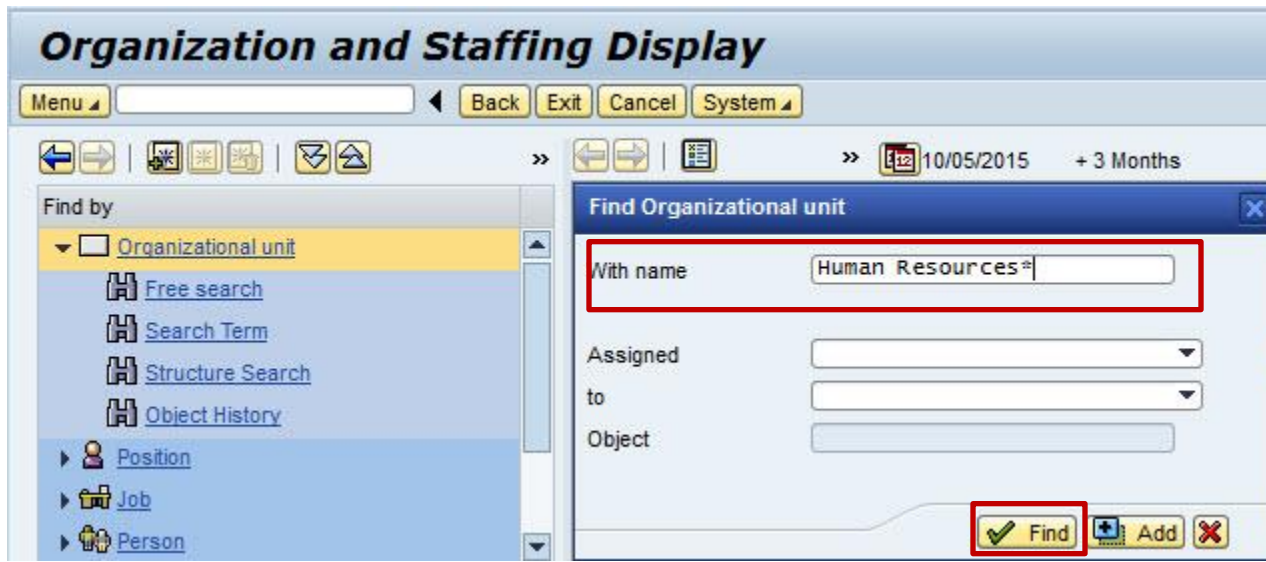 Organization and Staffing Display
Menu Back Exit Cancel System
10/05/2015 + 3 Months
Find by
Organizational unit
Free search
Search Term
Structure Search
Object History
Position
Job
Person
Find Organizational unit
With name Human Resources*
Assigned
to
Object
Find Add